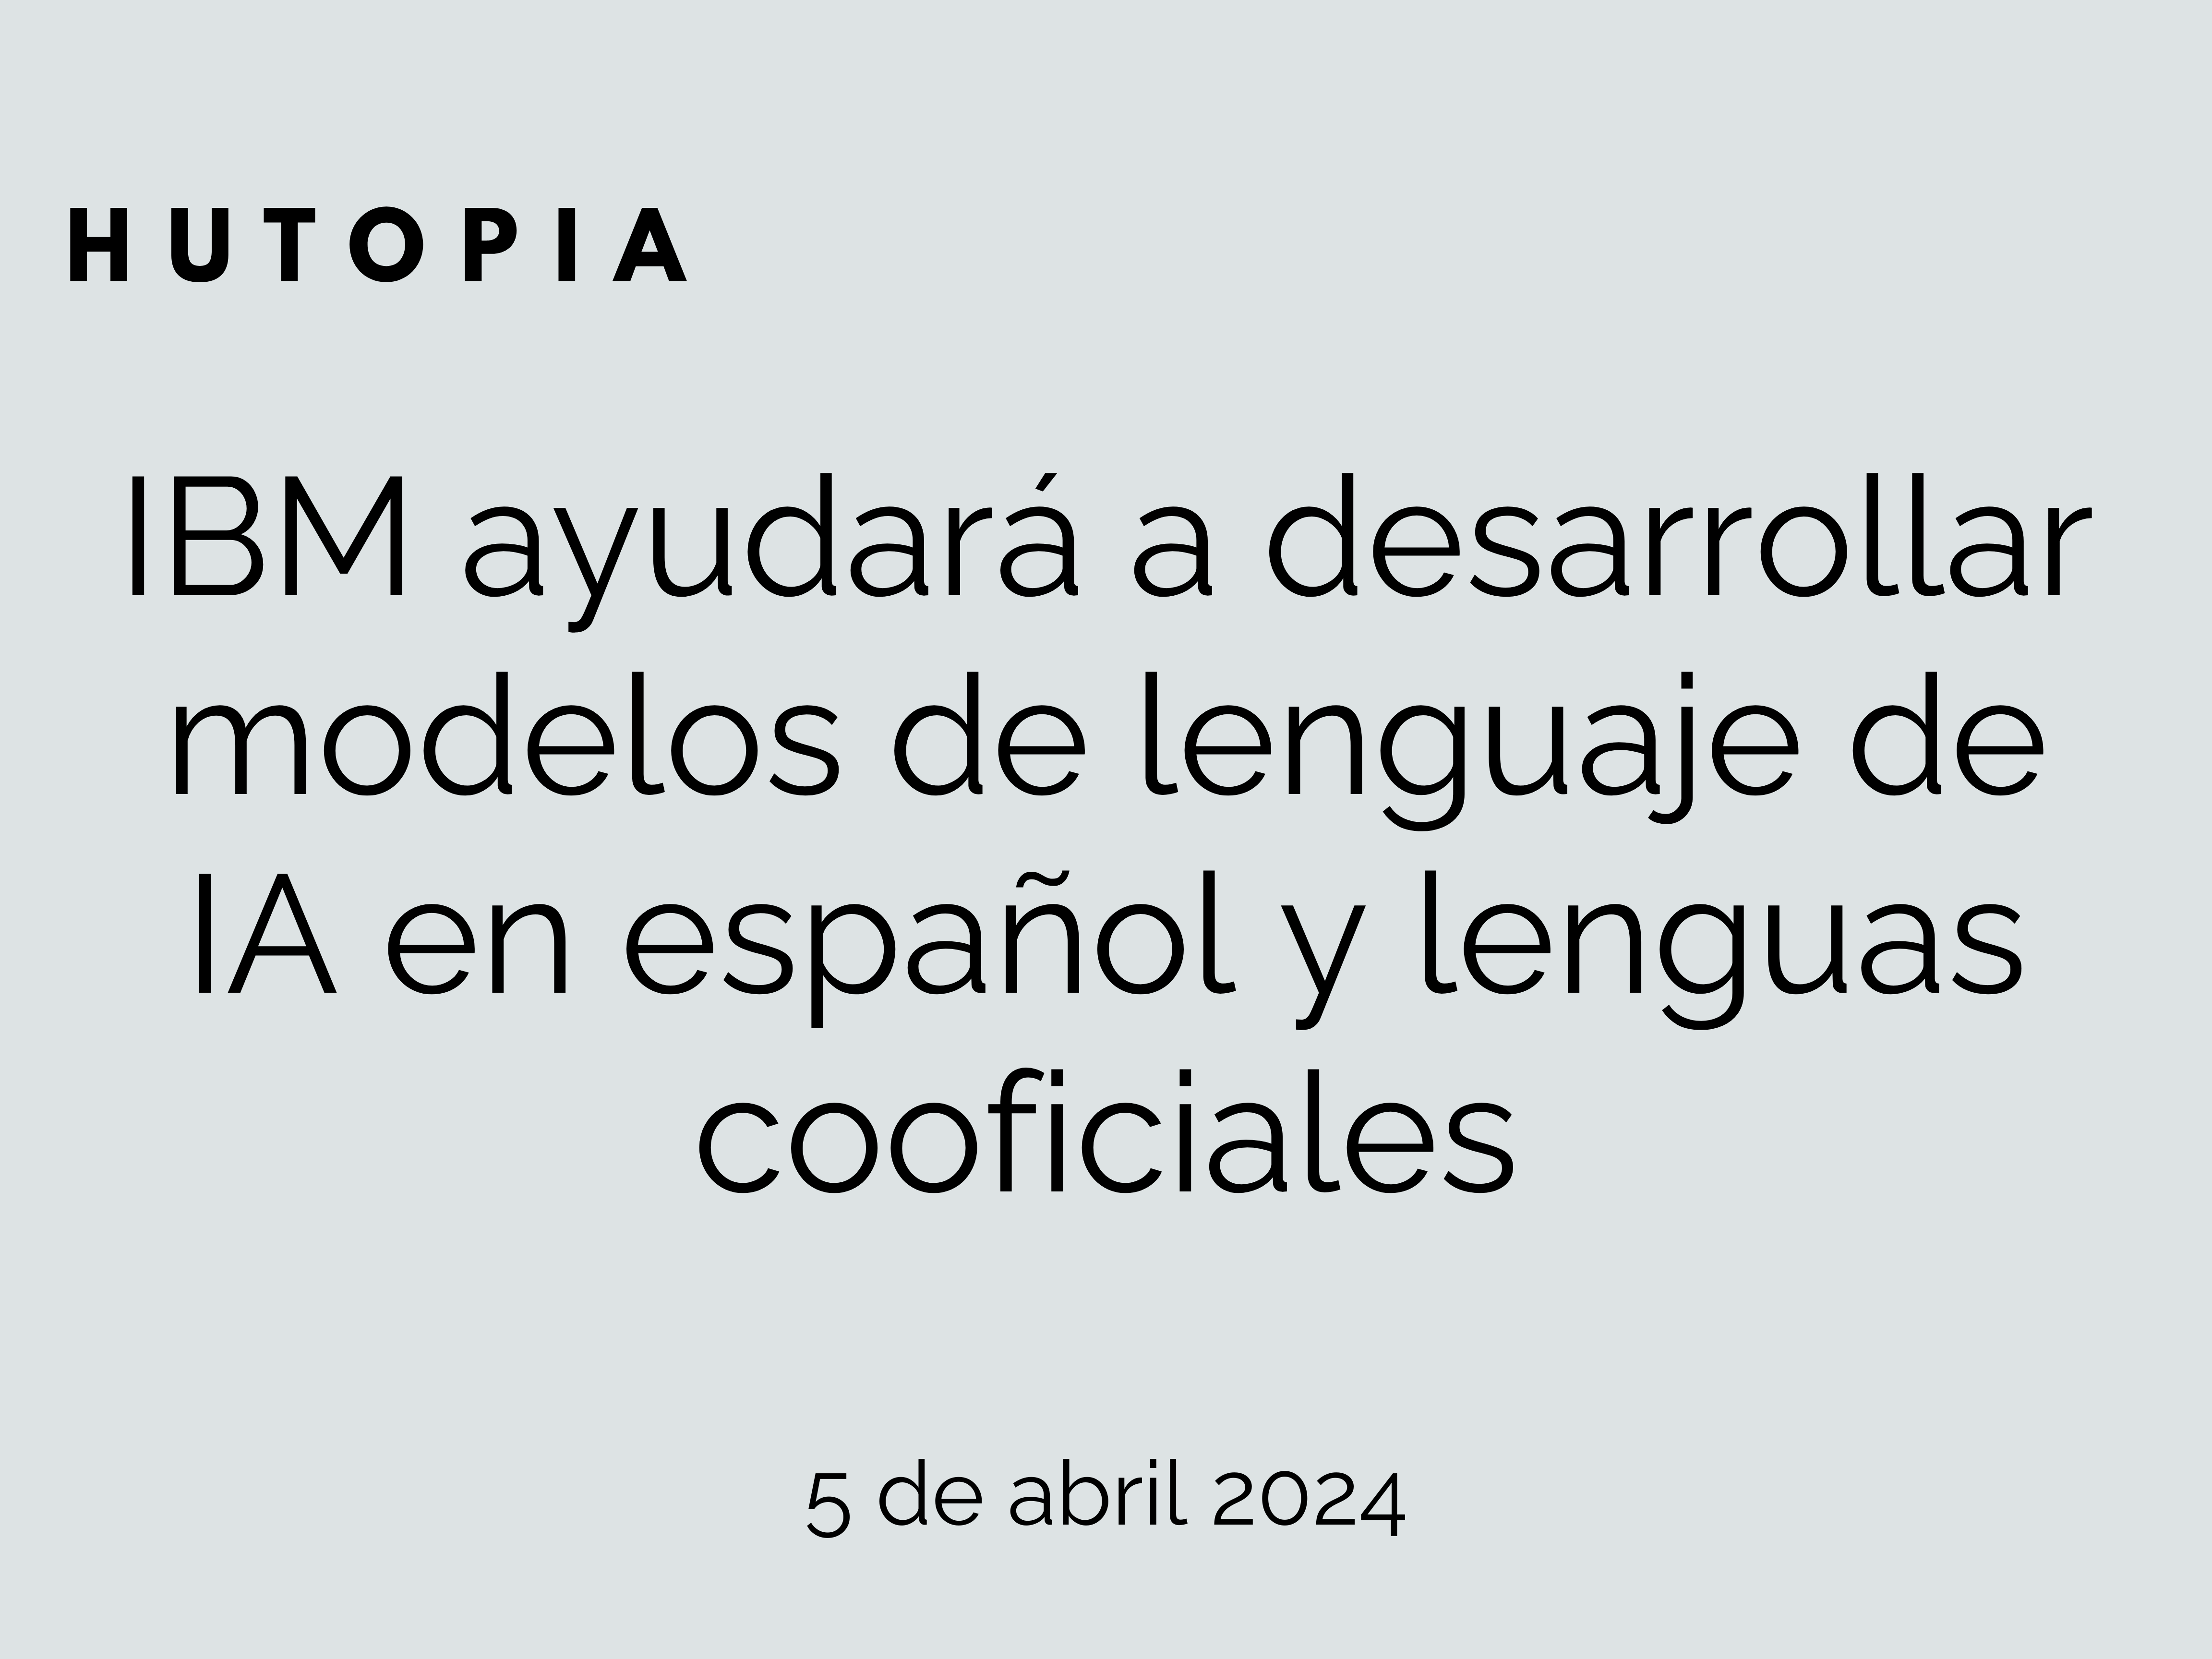 HUTOPIA
IBM ayudará a desarrollar
modelos de lenguaje de
IA en español y lenguas
cooficiales
5 de abril 2024